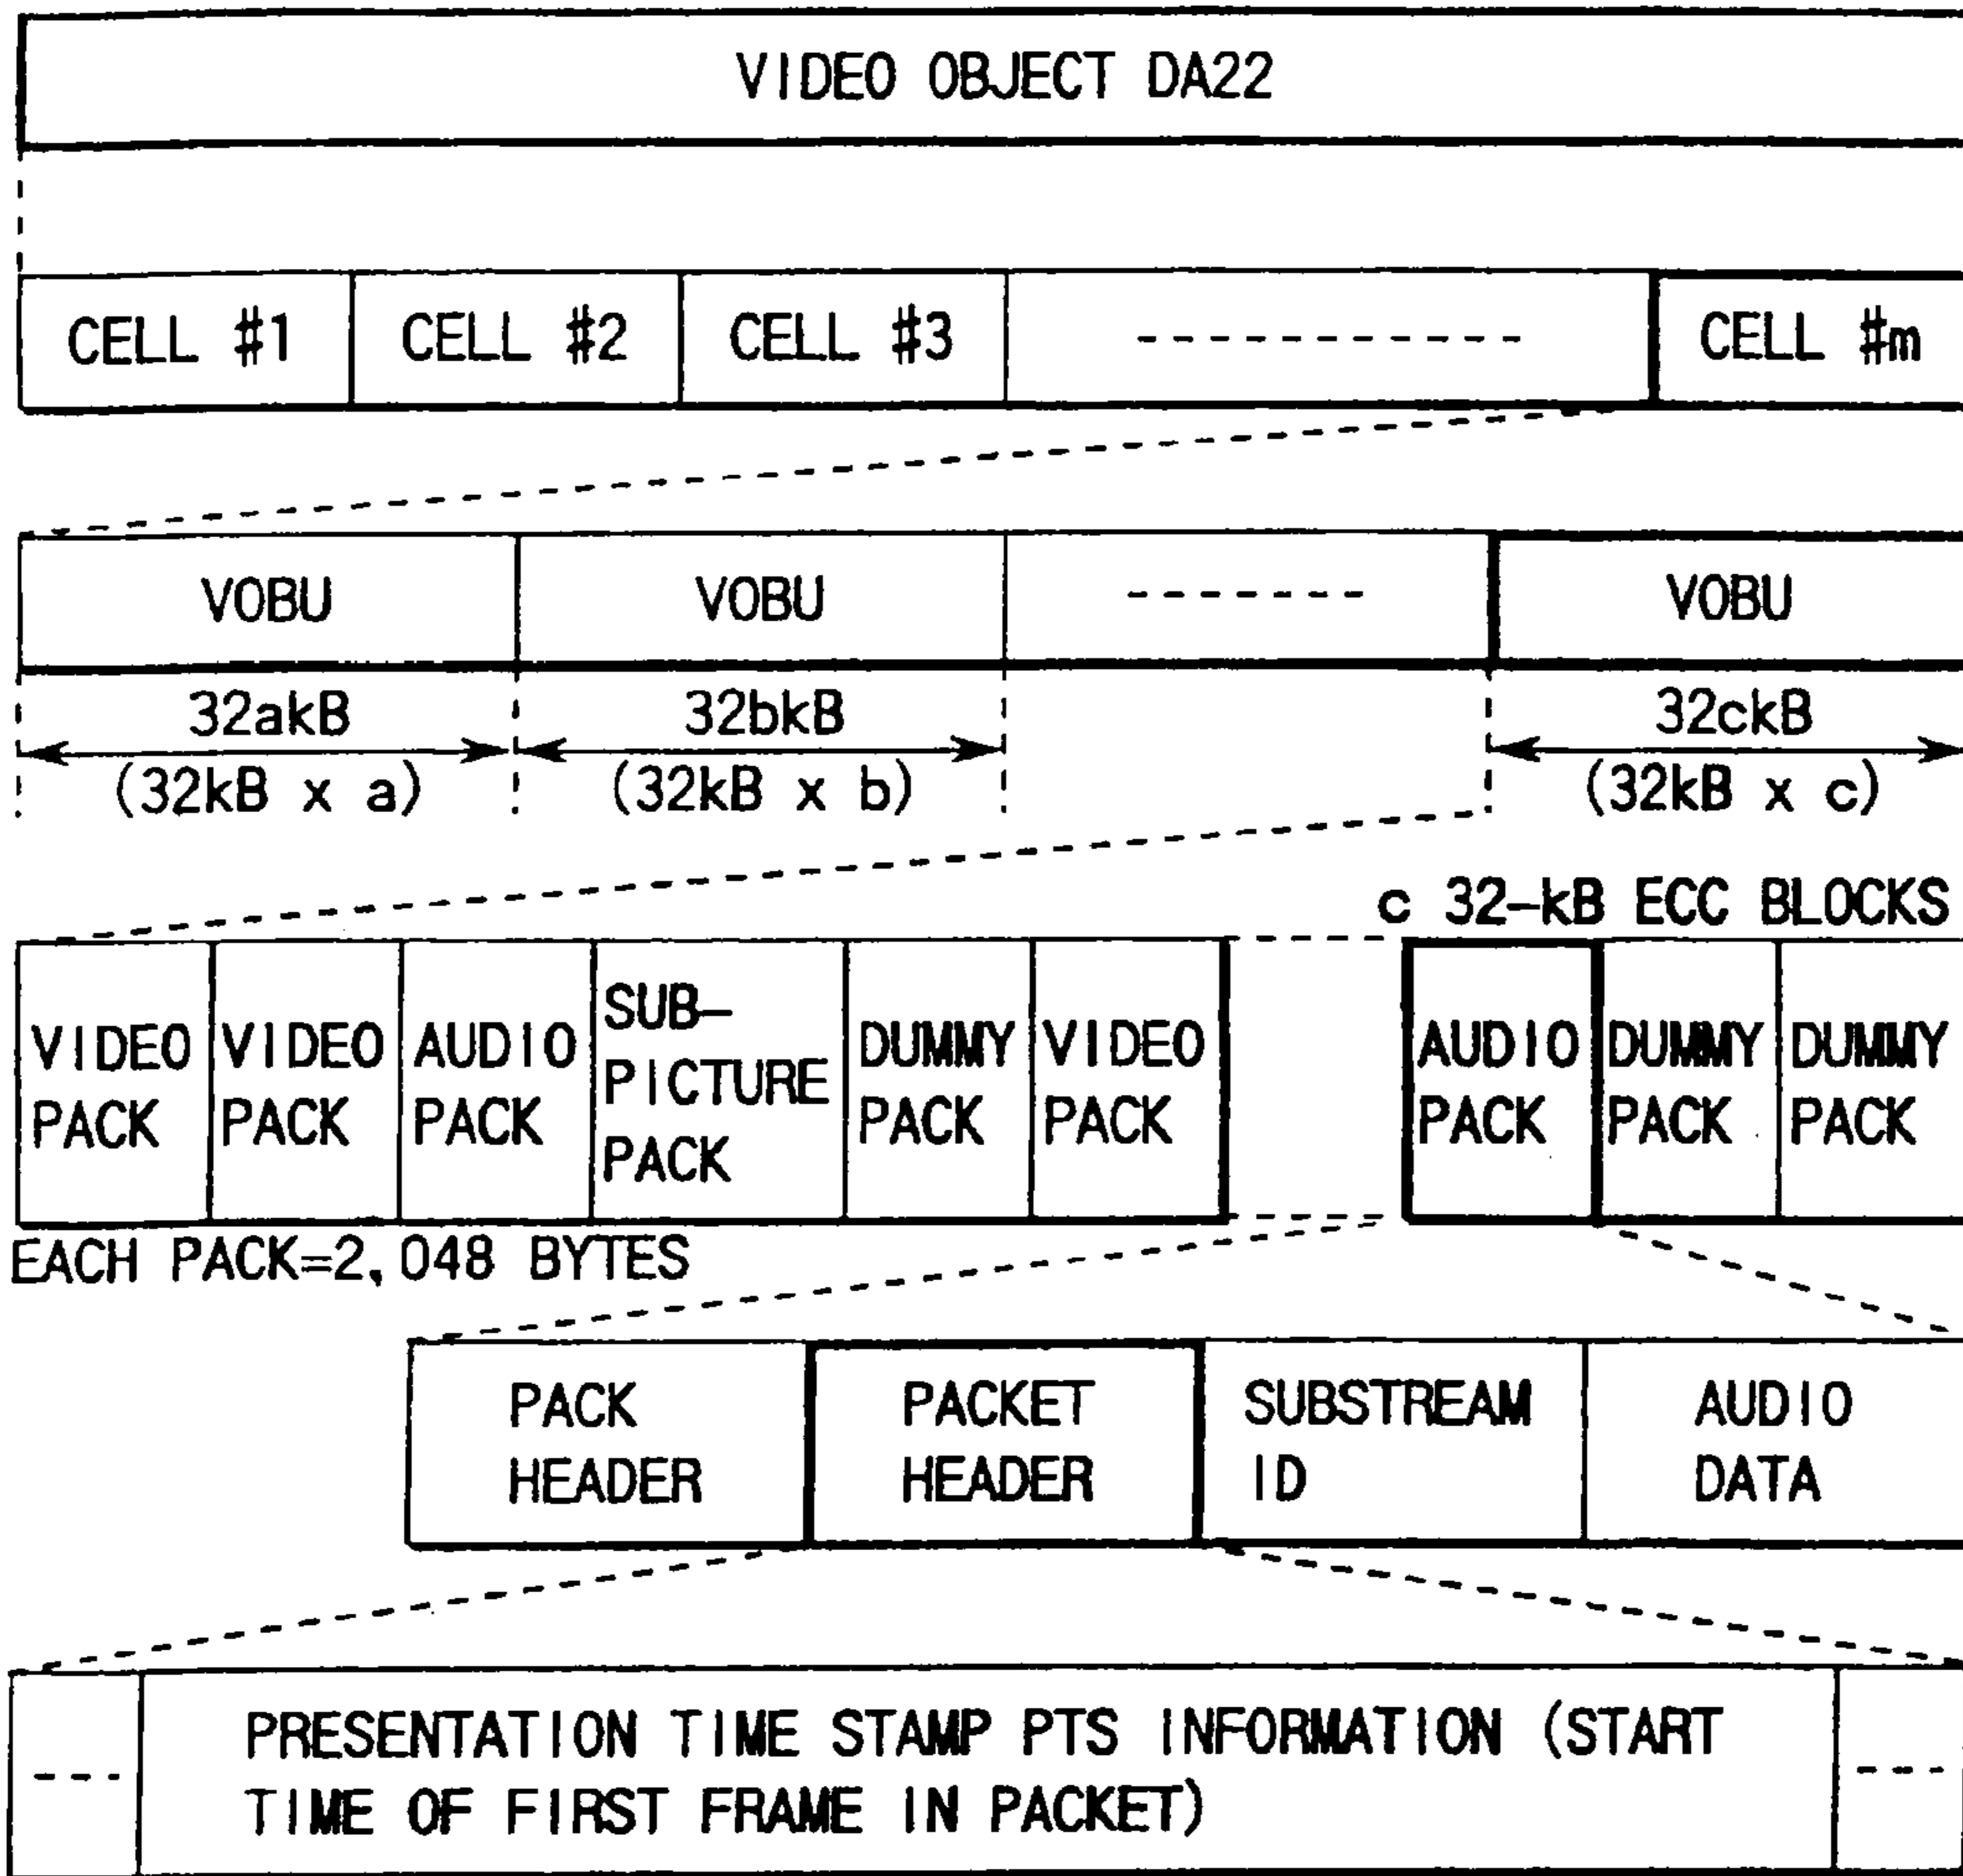 VIDEO OBJECT DA22
CELL #1
CELL #2
CELL #3
CELL #m
VOBU
VOBU
VOBU
32akB
(32kB x a)
32bkB
(32kB x b)
32ckB
(32kB x c)
c 32-kB ECC BLOCKS
VIDEO
PACK
VIDEO
PACK
AUDIO
PACK
SUB-
PICTURE
PACK
DUMMY
PACK
VIDEO
PACK
AUDIO
PACK
DUMMY
PACK
DUMMY
PACK
EACH PACK=2,048 BYTES
PACK
HEADER
PACKET
HEADER
SUBSTREAM
ID
AUDIO
DATA
PRESENTATION TIME STAMP PTS INFORMATION (START
TIME OF FIRST FRAME IN PACKET)